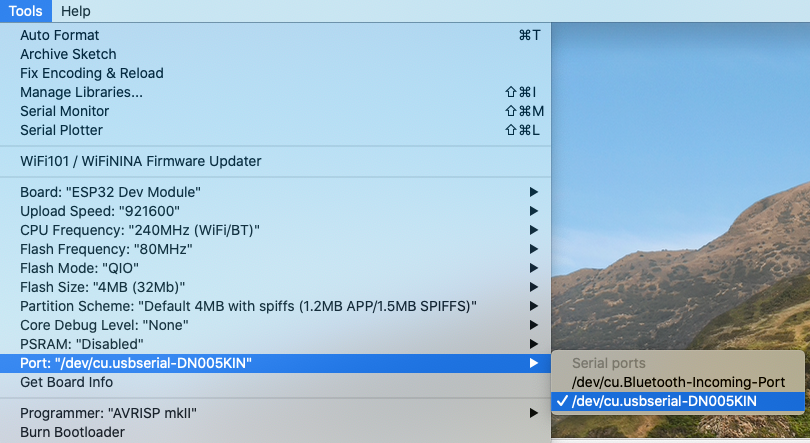 Tools Help
Auto Format ⌘T
Archive Sketch
Fix Encoding & Reload
Manage Libraries... ⇧⌘I
Serial Monitor ⇧⌘M
Serial Plotter ⇧⌘L
WiFi101 / WiFiNINA Firmware Updater
Board: "ESP32 Dev Module"
Upload Speed: "921600"
CPU Frequency: "240MHz (WiFi/BT)"
Flash Frequency: "80MHz"
Flash Mode: "QIO"
Flash Size: "4MB (32Mb)"
Partition Scheme: "Default 4MB with spiffs (1.2MB APP/1.5MB SPIFFS)"
Core Debug Level: "None"
PSRAM: "Disabled"
Port: "/dev/cu.usbserial-DN005KIN"
Serial ports
/dev/cu.Bluetooth-Incoming-Port
/dev/cu.usbserial-DN005KIN
Get Board Info
Programmer: "AVRISP mkII"
Burn Bootloader